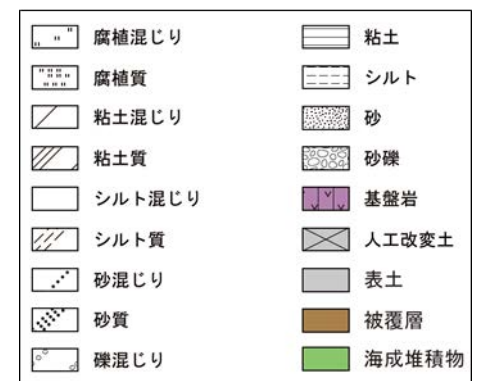 腐植混じり
腐植質
粘土混じり
粘土質
シルト混じり
シルト質
砂混じり
砂質
礫混じり
粘土
シルト
砂
砂礫
基盤岩
人工改変土
表土
被覆層
海成堆積物